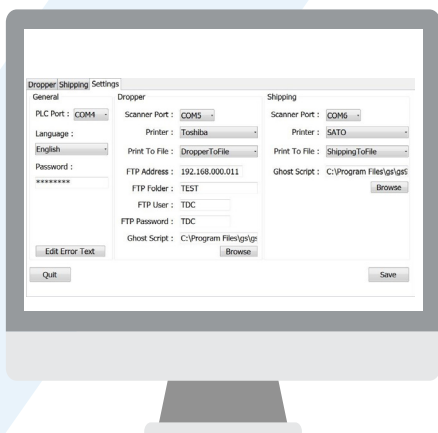 Dropper Shipping Settings
General
PLC Port : COM4
Language :
English
Password :
********
Edit Error Text
Dropper
Scanner Port : COM5
Printer : Toshiba
Print To File : DropperToFile
FTP Address : 192.168.000.011
FTP Folder : TEST
FTP User : TDC
FTP Password : TDC
Ghost Script : C:\Program Files\gs\gs
Browse
Shipping
Scanner Port : COM6
Printer : SATO
Print To File : ShippingToFile
Ghost Script : C:\Program Files\gs\gs9
Browse
Quit
Save